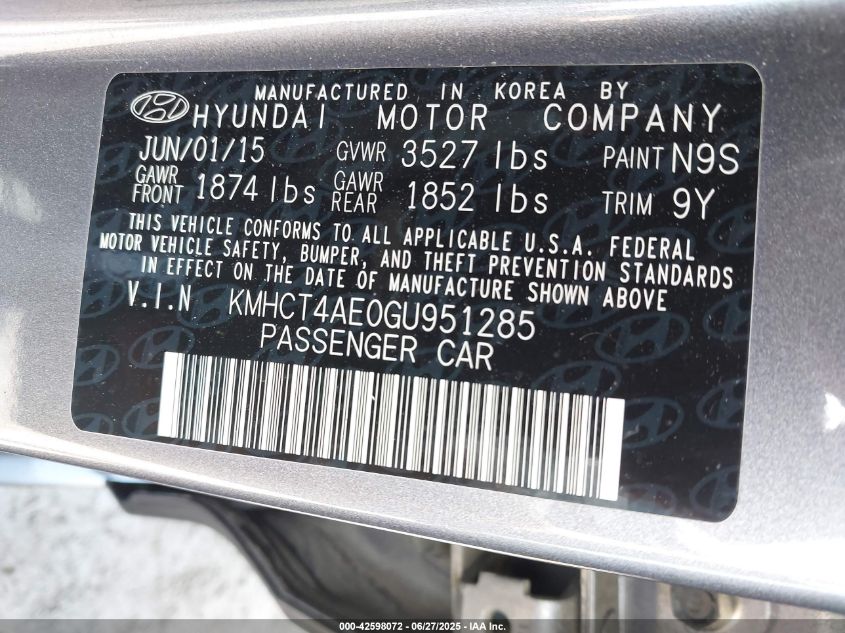 MANUFACTURED IN KOREA BY
HYUNDAI MOTOR COMPANY
JUN/01/15 GVWR 3527 lbs PAINT N9S
GAWR FRONT 1874 lbs GAWR REAR 1852 lbs TRIM 9Y
THIS VEHICLE CONFORMS TO ALL APPLICABLE U.S.A. FEDERAL
MOTOR VEHICLE SAFETY, BUMPER, AND THEFT PREVENTION STANDARDS
IN EFFECT ON THE DATE OF MANUFACTURE SHOWN ABOVE
V.I.N KMHCT4AE0GU951285
PASSENGER CAR
000-42598072 - 06/27/2025 - IAA Inc.